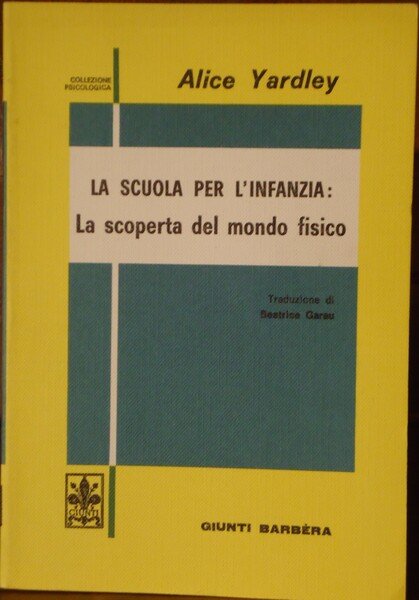 COLLEZIONE
PSICOLOGICA
Alice Yardley
LA SCUOLA PER L'INFANZIA:
La scoperta del mondo fisico
Traduzione di
Beatrice Garau
GIUNTI
GIUNTI BARBÈRA